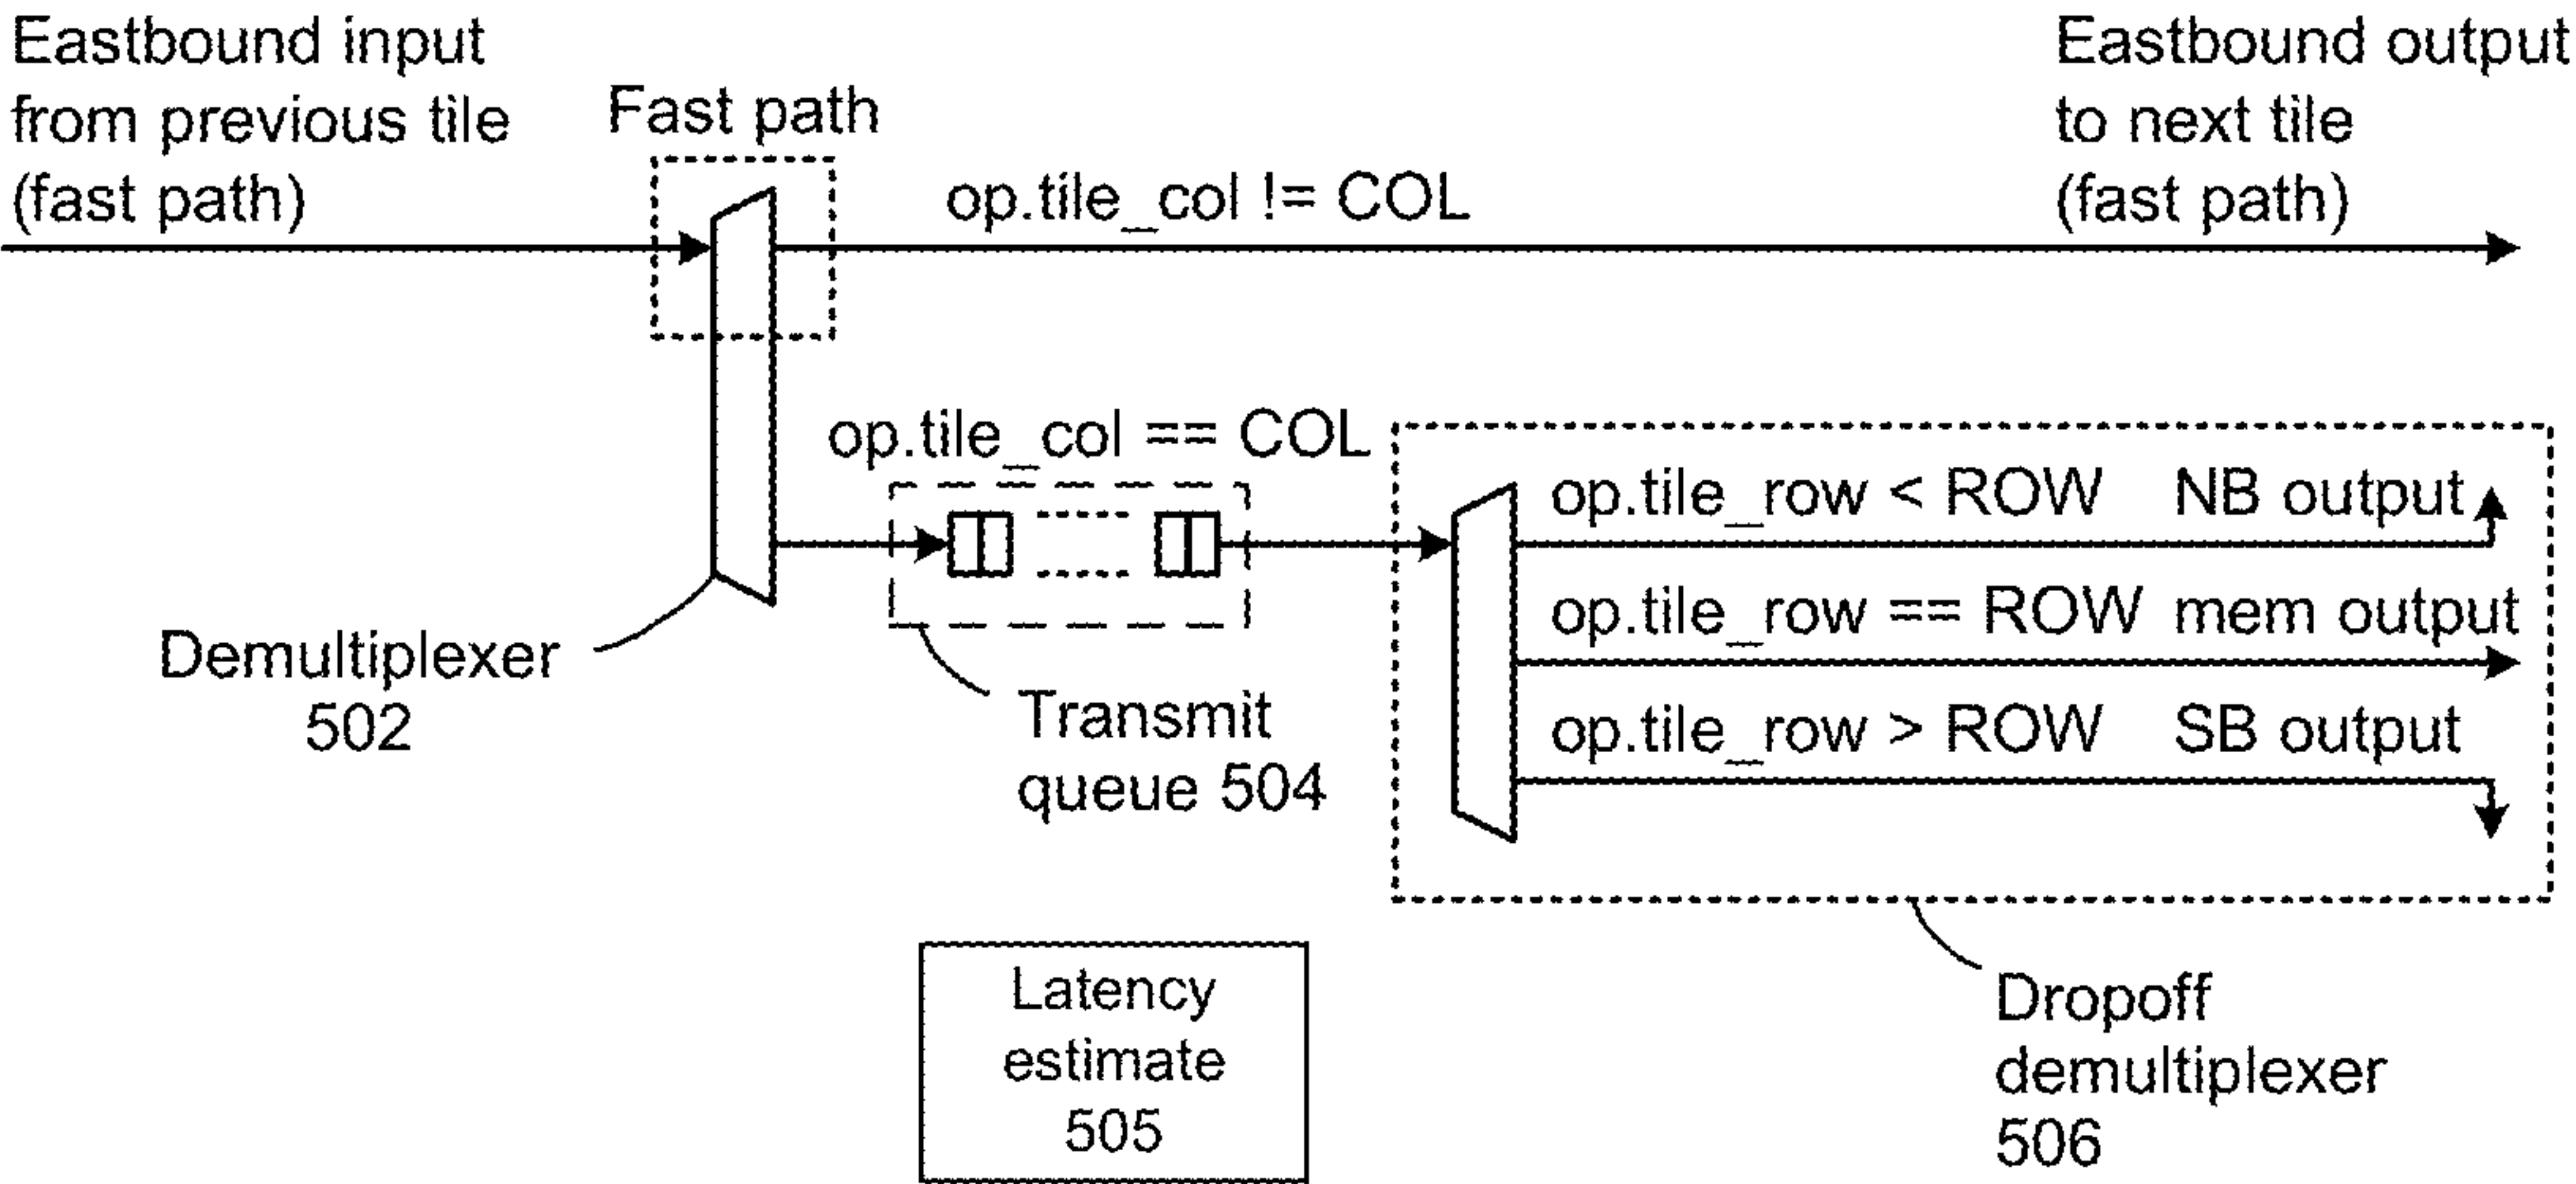 Eastbound input
from previous tile
(fast path)
Fast path
op.tile_col != COL
Eastbound output
to next tile
(fast path)
op.tile_col == COL
op.tile_row < ROW NB output
op.tile_row == ROW mem output
op.tile_row > ROW SB output
Demultiplexer
502
Transmit
queue 504
Latency
estimate
505
Dropoff
demultiplexer
506